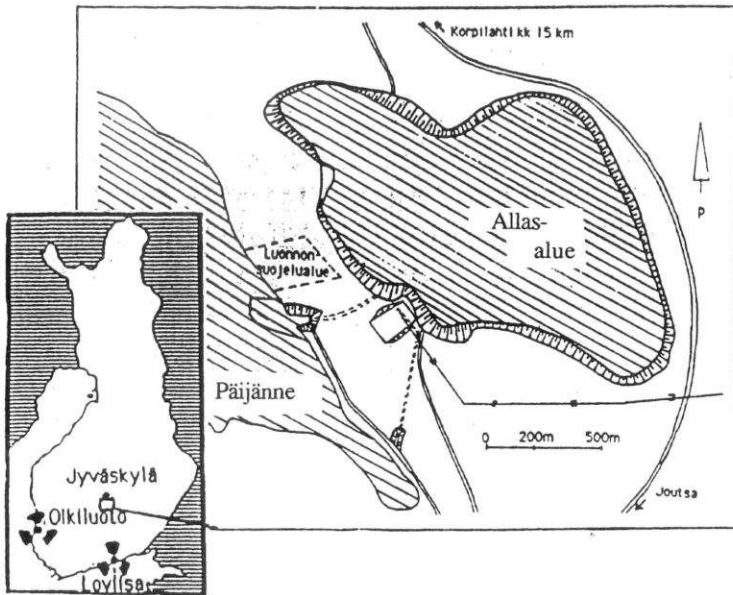 Korpilahti kk 15 km
Allas-
alue
P
Luonnon-
suojelualue
Päijänne
0 200m 500m
Joutsa
Jyväskylä
Olkiluoto
Loviisa